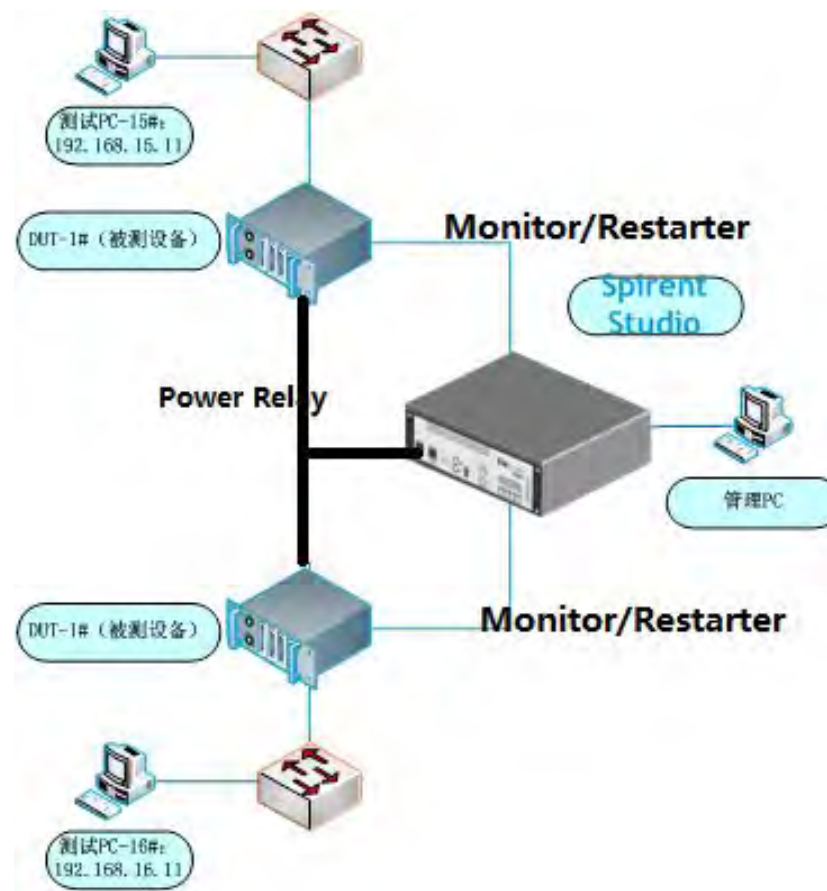 测试PC-15#:
192.168.15.11
DUT-1#（被测设备）
Monitor/Restarter
Spirent
Studio
Power Relay
管理PC
DUT-1#（被测设备）
Monitor/Restarter
测试PC-16#:
192.168.16.11